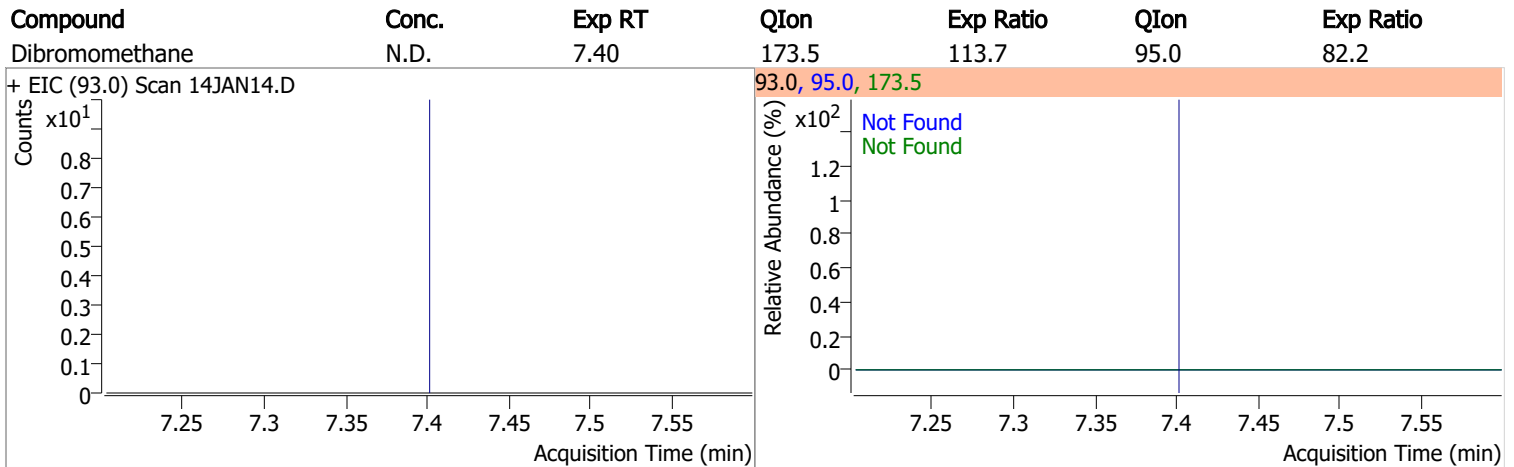 Compound Conc. Exp RT QIon Exp Ratio QIon Exp Ratio
Dibromomethane N.D. 7.40 173.5 113.7 95.0 82.2
+ EIC (93.0) Scan 14JAN14.D
Counts
x10¹
0.8
0.7
0.6
0.5
0.4
0.3
0.2
0.1
0
7.25 7.3 7.35 7.4 7.45 7.5 7.55
Acquisition Time (min)
93.0, 95.0, 173.5
Relative Abundance (%)
x10²
Not Found
Not Found
1.2
1
0.8
0.6
0.4
0.2
0
7.25 7.3 7.35 7.4 7.45 7.5 7.55
Acquisition Time (min)